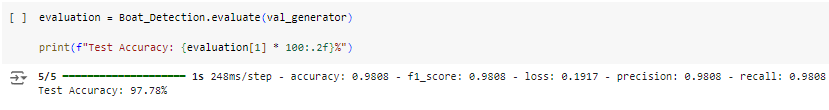 [ ] evaluation = Boat_Detection.evaluate(val_generator)
print(f"Test Accuracy: {evaluation[1] * 100:.2f}%")
5/5 ━━━━━━━━━━━━━━━━━━━━ 1s 248ms/step - accuracy: 0.9808 - f1_score: 0.9808 - loss: 0.1917 - precision: 0.9808 - recall: 0.9808
Test Accuracy: 97.78%